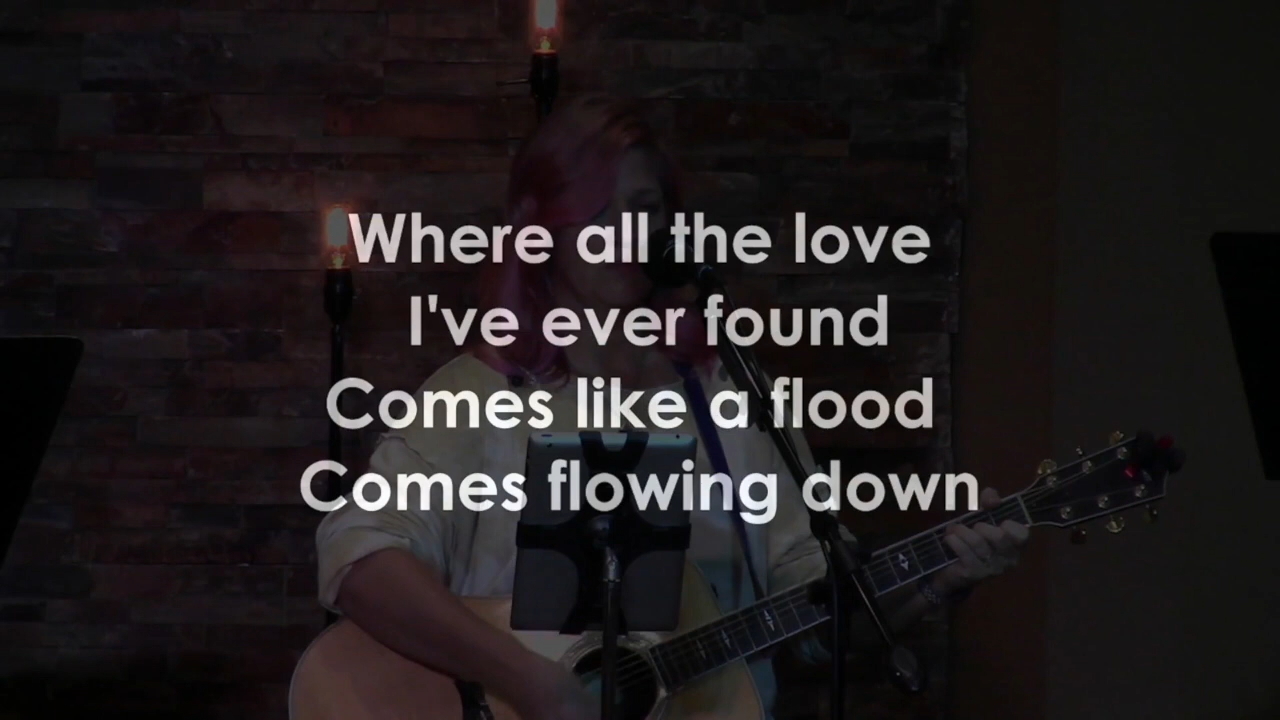 Where all the love
I've ever found
Comes like a flood
Comes flowing down